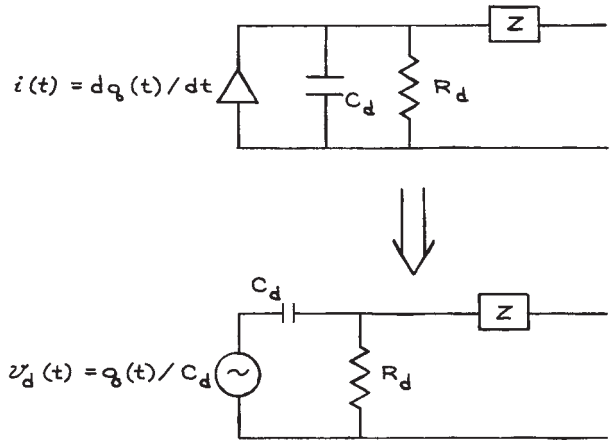 Z
i(t) = dq(t)/dt
C_d
R_d
C_d
Z
v_d(t) = q(t)/C_d
R_d